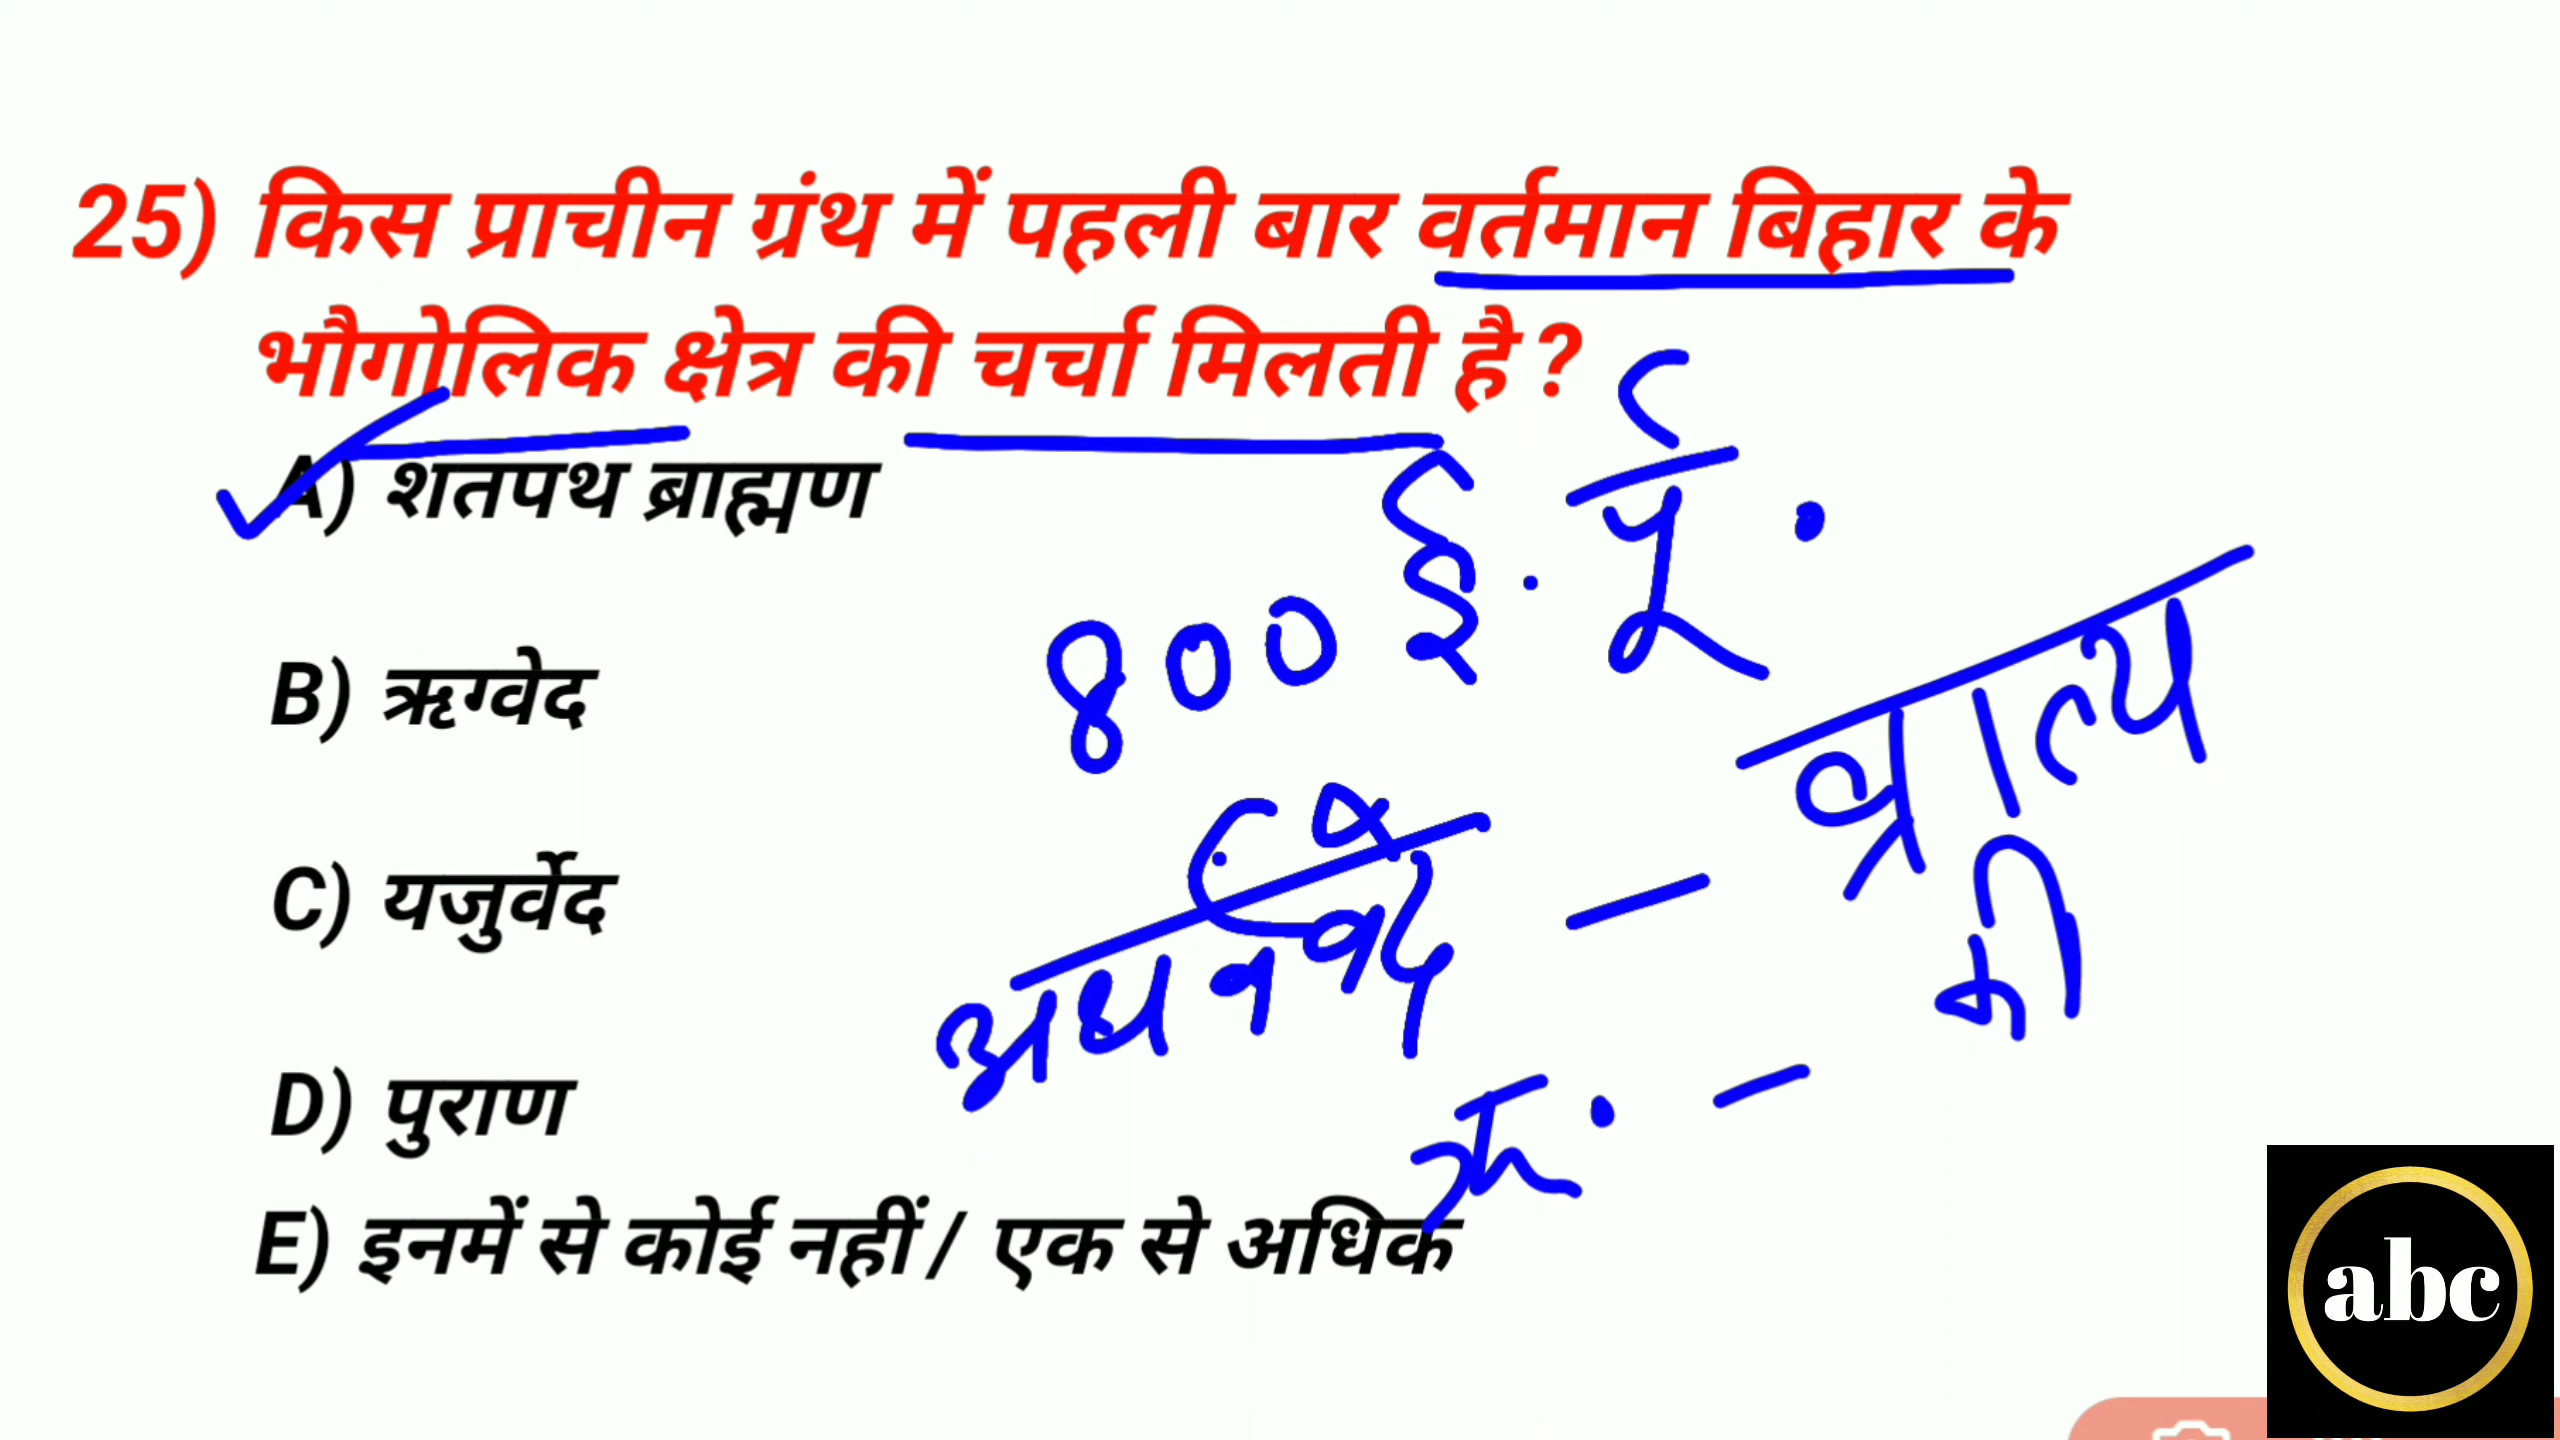 25) किस प्राचीन ग्रंथ में पहली बार वर्तमान बिहार के
भौगोलिक क्षेत्र की चर्चा मिलती है ?
A) शतपथ ब्राह्मण
800 ई. पू.
B) ऋग्वेद
व्रात्य
C) यजुर्वेद
अथर्ववेद –
की
D) पुराण
ऋ. –
E) इनमें से कोई नहीं / एक से अधिक
abc